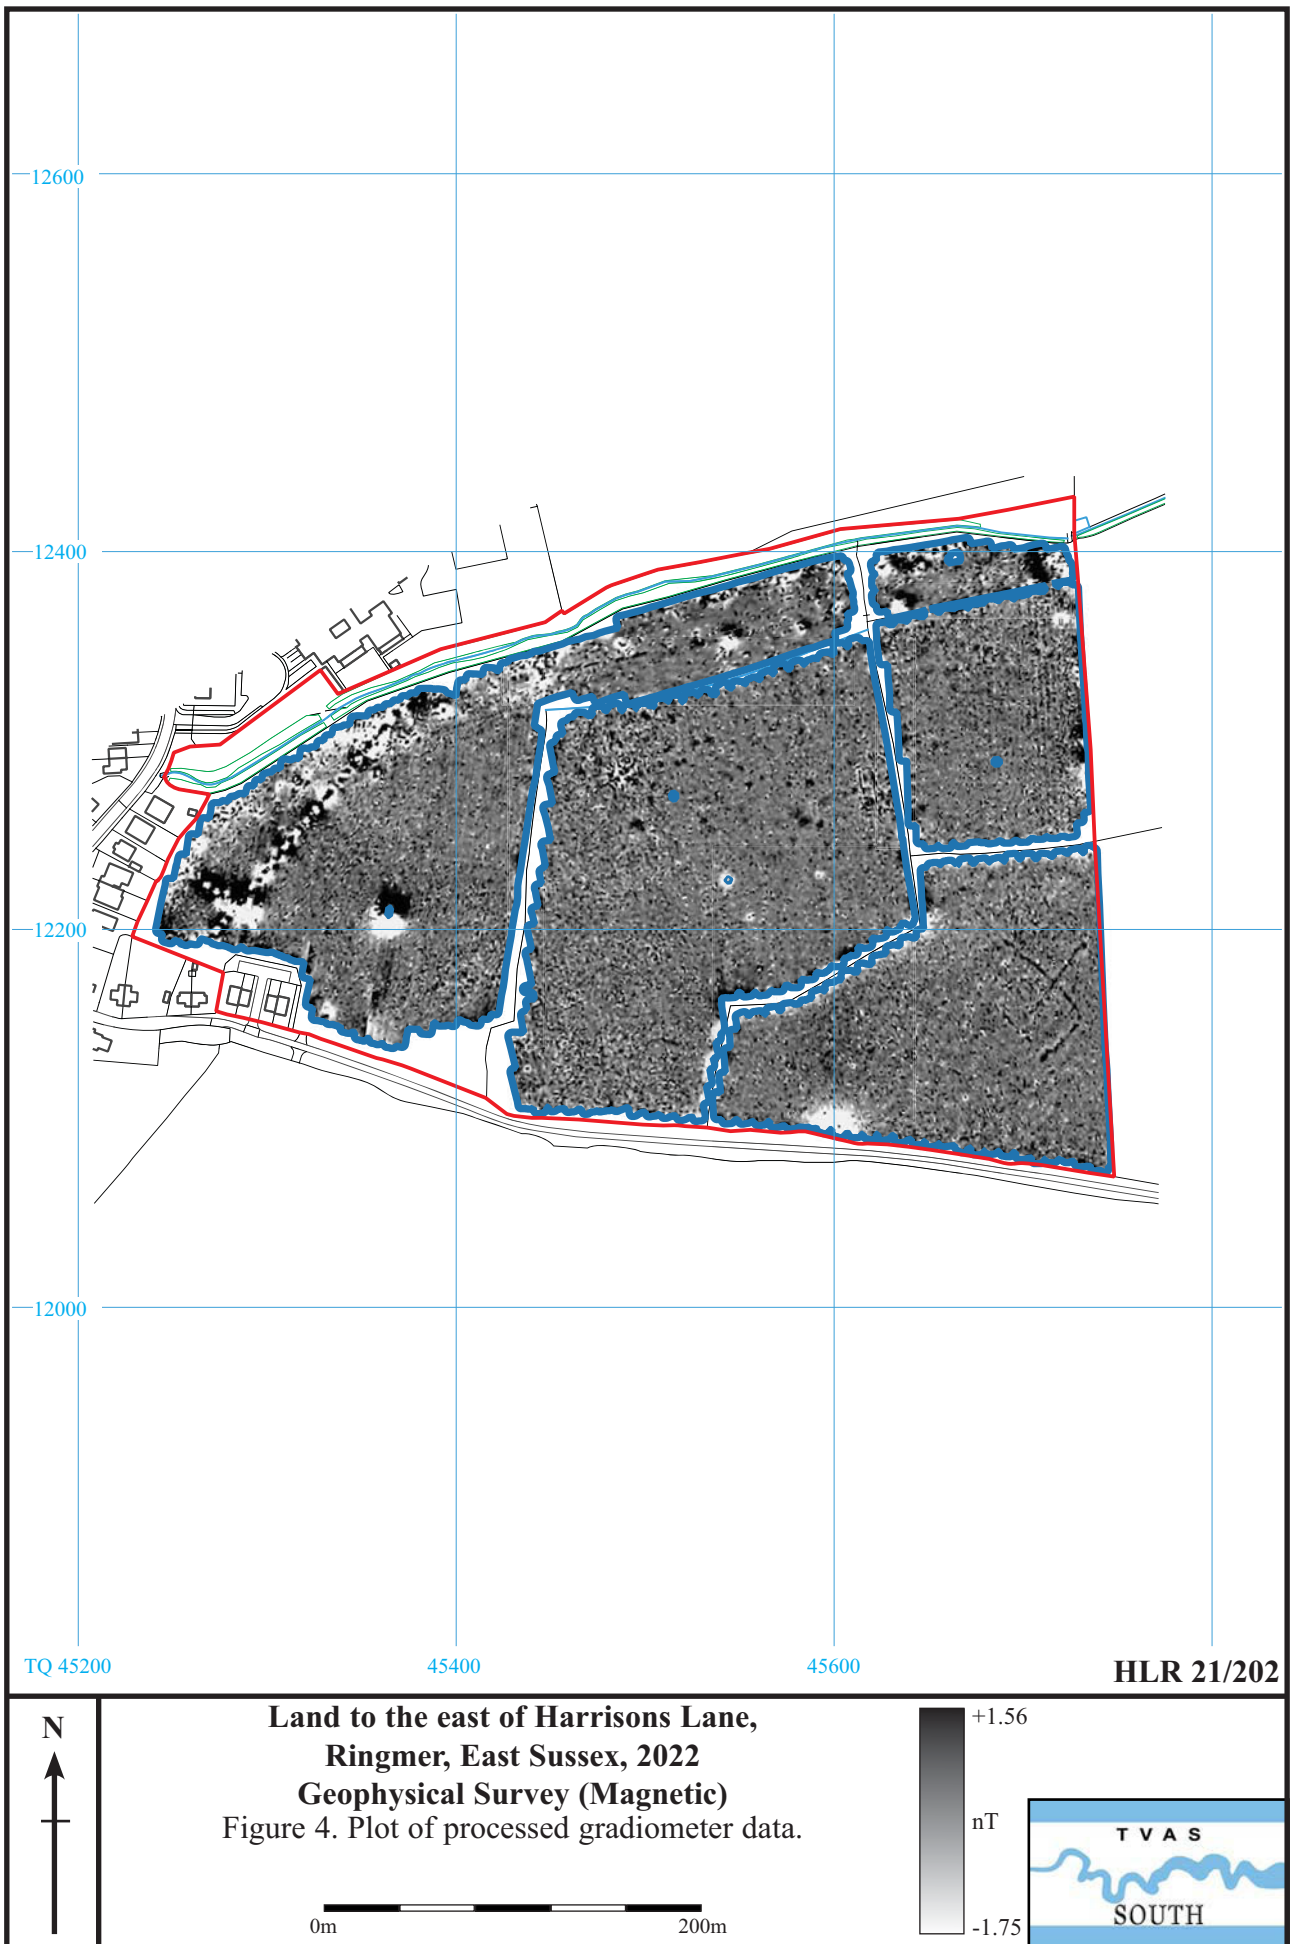 12600
12400
12200
12000
TQ 45200
45400
45600
HLR 21/202
N
Land to the east of Harrisons Lane,
Ringmer, East Sussex, 2022
Geophysical Survey (Magnetic)
Figure 4. Plot of processed gradiometer data.
0m
200m
+1.56
nT
-1.75
TVAS
SOUTH